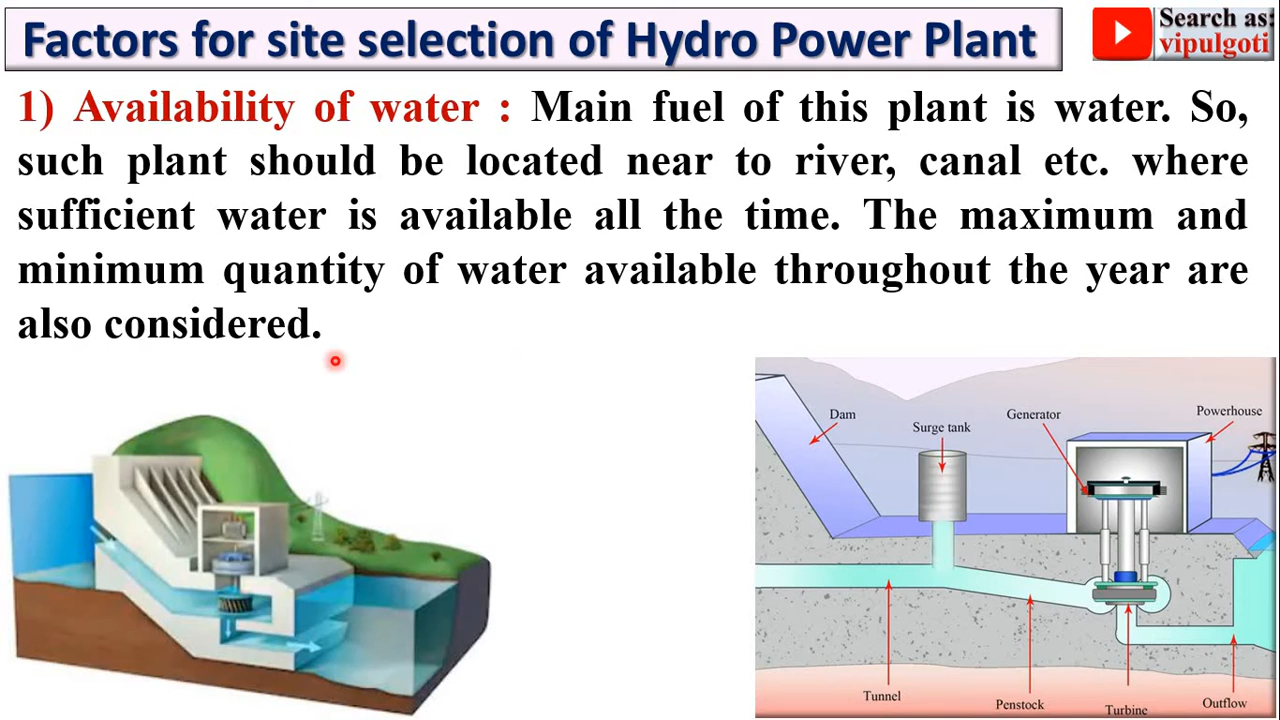 Factors for site selection of Hydro Power Plant
Search as:
vipulgoti
1) Availability of water : Main fuel of this plant is water. So,
such plant should be located near to river, canal etc. where
sufficient water is available all the time. The maximum and
minimum quantity of water available throughout the year are
also considered.
Dam
Surge tank
Generator
Powerhouse
Tunnel
Penstock
Turbine
Outflow